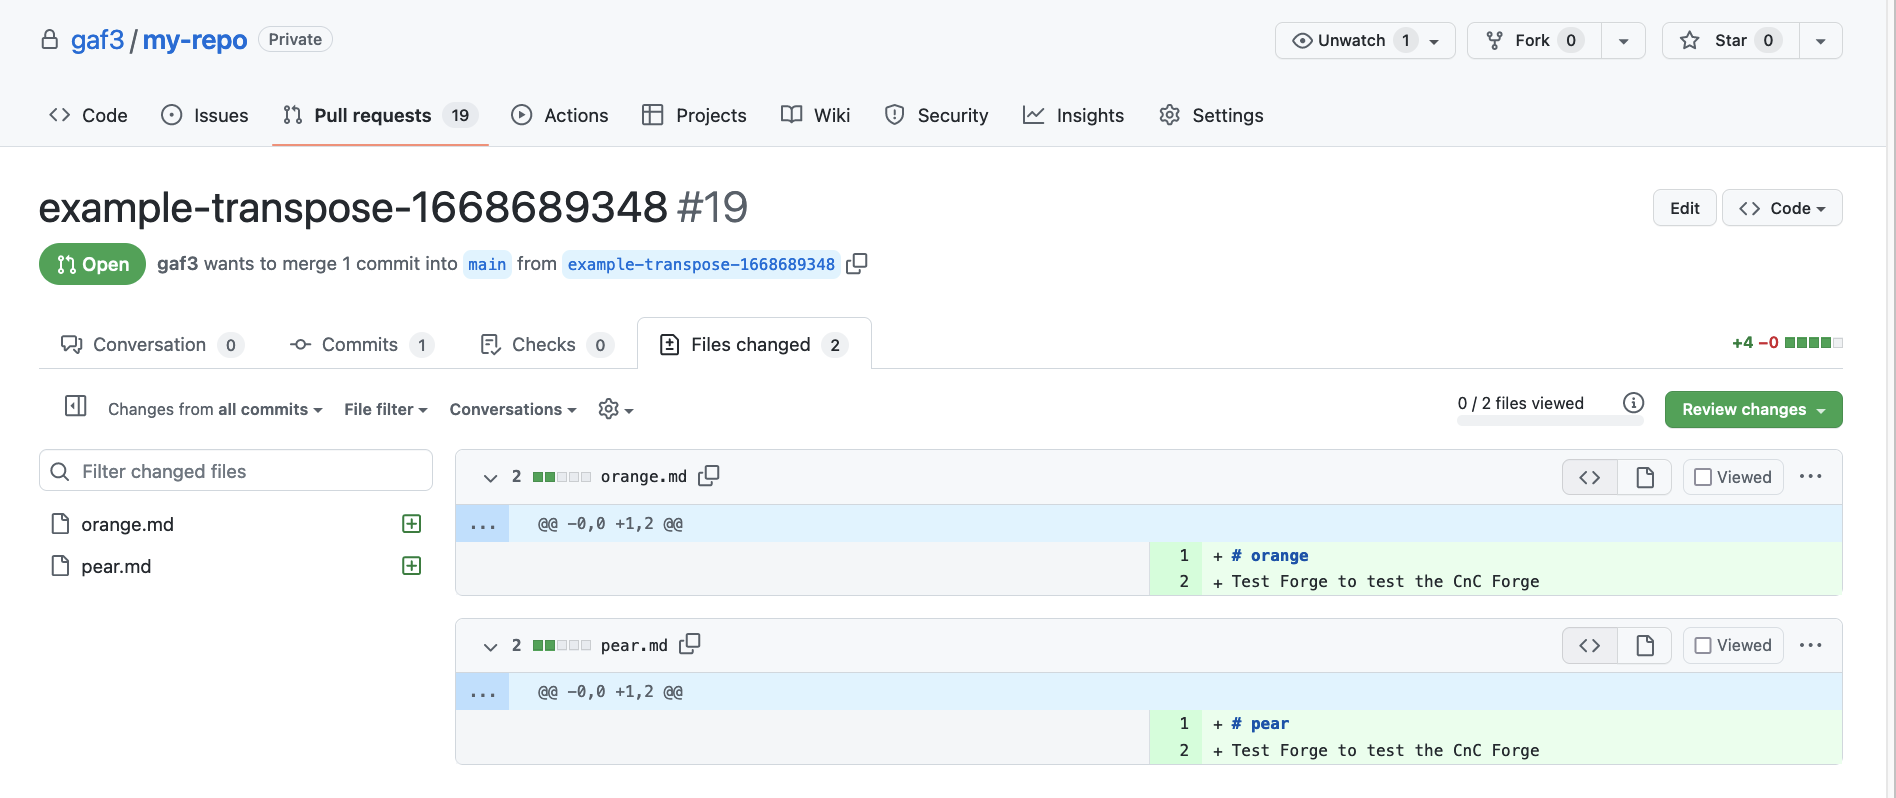 gaf3 / my-repo Private Unwatch 1 Fork 0 Star 0
Code Issues Pull requests 19 Actions Projects Wiki Security Insights Settings
example-transpose-1668689348 #19 Edit Code
Open gaf3 wants to merge 1 commit into main from example-transpose-1668689348
Conversation 0 Commits 1 Checks 0 Files changed 2 +4 −0
Changes from all commits File filter Conversations 0 / 2 files viewed Review changes
Filter changed files
orange.md
pear.md
2 orange.md Viewed ...
... @@ -0,0 +1,2 @@
1 + # orange
2 + Test Forge to test the CnC Forge
2 pear.md Viewed ...
... @@ -0,0 +1,2 @@
1 + # pear
2 + Test Forge to test the CnC Forge